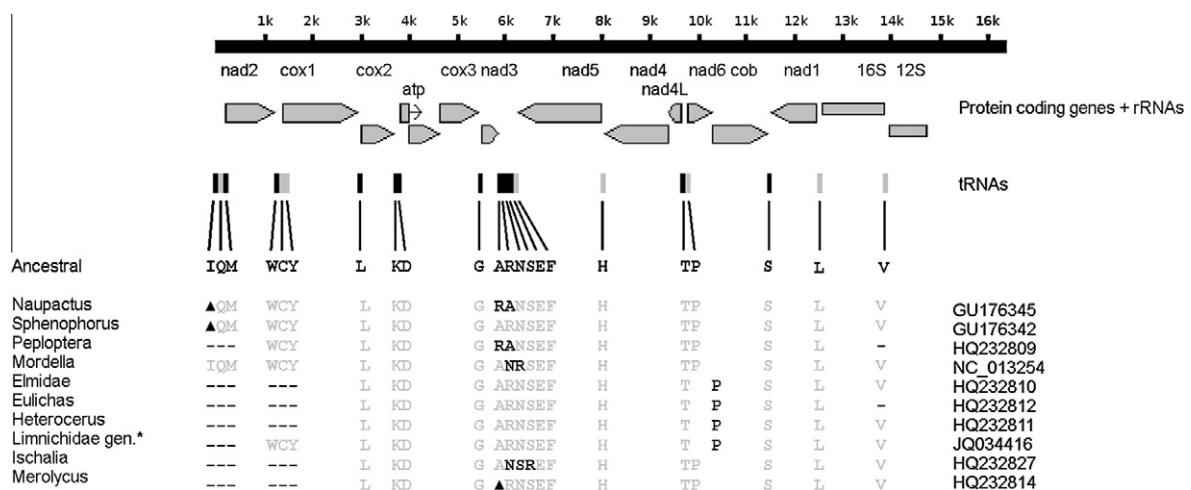 1k 2k 3k 4k 5k 6k 7k 8k 9k 10k 11k 12k 13k 14k 15k 16k
nad2 cox1 cox2 cox3 nad3 nad5 nad4 nad6 cob nad1 16S 12S
atp nad4L
Protein coding genes + rRNAs
tRNAs
Ancestral IQM WCY L KD G ARNSEF H TP S L V
Naupactus ▲QM WCY L KD G RANSEF H TP S L V GU176345
Sphenophorus ▲QM WCY L KD G ARNSEF H TP S L V GU176342
Peploptera --- WCY L KD G RANSEF H TP S L - HQ232809
Mordella IQM WCY L KD G ANRSEF H TP S L V NC_013254
Elmidae --- --- L KD G ARNSEF H T P S L V HQ232810
Eulichas --- --- L KD G ARNSEF H T P S L - HQ232812
Heterocerus --- --- L KD G ARNSEF H T P S L V HQ232811
Limnichidae gen.* --- WCY L KD G ARNSEF H T P S L V JQ034416
Ischalia --- --- L KD G ANSREF H TP S L V HQ232827
Merolycus --- --- L KD G ▲RNSEF H TP S L V HQ232814